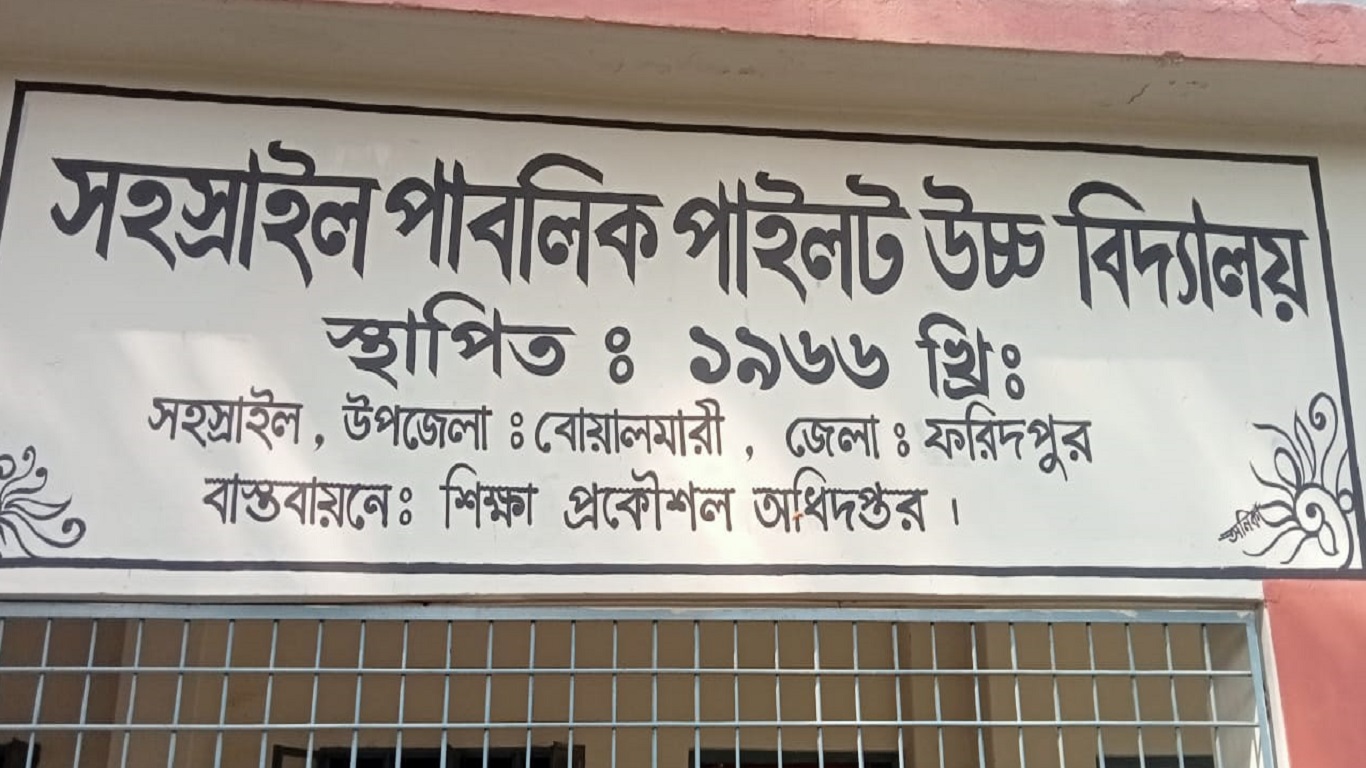 সহস্রাইল পাবলিক পাইলট উচ্চ বিদ্যালয়
স্থাপিত ঃ ১৯৬৬ খ্রিঃ
সহস্রাইল , উপজেলা ঃ বোয়ালমারী , জেলা ঃ ফরিদপুর
বাস্তবায়নে ঃ শিক্ষা প্রকৌশল অধিদপ্তর ।